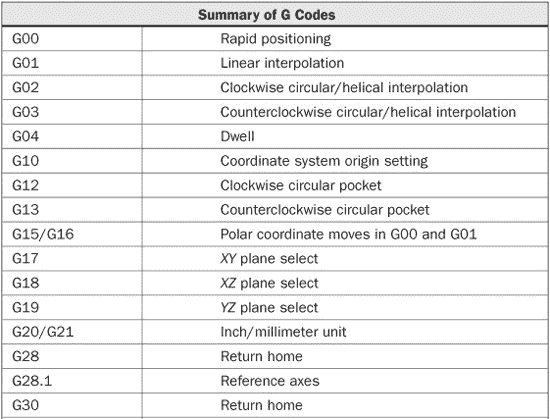 Summary of G Codes
G00 Rapid positioning
G01 Linear interpolation
G02 Clockwise circular/helical interpolation
G03 Counterclockwise circular/helical interpolation
G04 Dwell
G10 Coordinate system origin setting
G12 Clockwise circular pocket
G13 Counterclockwise circular pocket
G15/G16 Polar coordinate moves in G00 and G01
G17 XY plane select
G18 XZ plane select
G19 YZ plane select
G20/G21 Inch/millimeter unit
G28 Return home
G28.1 Reference axes
G30 Return home